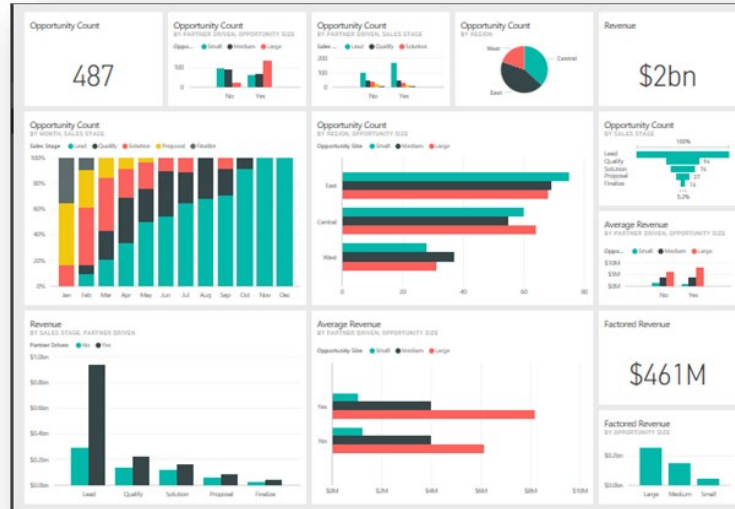 Opportunity Count
487
Opportunity Count
BY PARTNER DRIVEN, OPPORTUNITY SIZE
Oppo... Small Medium Large
100
0
No Yes
Opportunity Count
BY PARTNER DRIVEN, SALES STAGE
Sales ... Lead Qualify Solution
200
100
0
No Yes
Opportunity Count
BY REGION
West
Central
East
Revenue
$2bn
Opportunity Count
BY MONTH, SALES STAGE
Sales Stage Lead Qualify Solution Proposal Finalize
100%
80%
60%
40%
20%
0%
Jan Feb Mar Apr May Jun Jul Aug Sep Oct Nov Dec
Opportunity Count
BY REGION, OPPORTUNITY SIZE
Opportunity Size Small Medium Large
East
Central
West
0 20 40 60 80
Opportunity Count
BY SALES STAGE
100%
Lead
Qualify 94
Solution 76
Proposal 37
Finalize 14
5.2%
Average Revenue
BY PARTNER DRIVEN, OPPORTUNITY SIZE
Oppo... Small Medium Large
$10M
$5M
$0M
No Yes
Revenue
BY SALES STAGE, PARTNER DRIVEN
Partner Driven No Yes
$1.0bn
$0.8bn
$0.6bn
$0.4bn
$0.2bn
$0.0bn
Lead Qualify Solution Proposal Finalize
Average Revenue
BY PARTNER DRIVEN, OPPORTUNITY SIZE
Opportunity Size Small Medium Large
Yes
No
$0M $2M $4M $6M $8M $10M
Factored Revenue
$461M
Factored Revenue
BY OPPORTUNITY SIZE
$0.2bn
$0.0bn
Large Medium Small